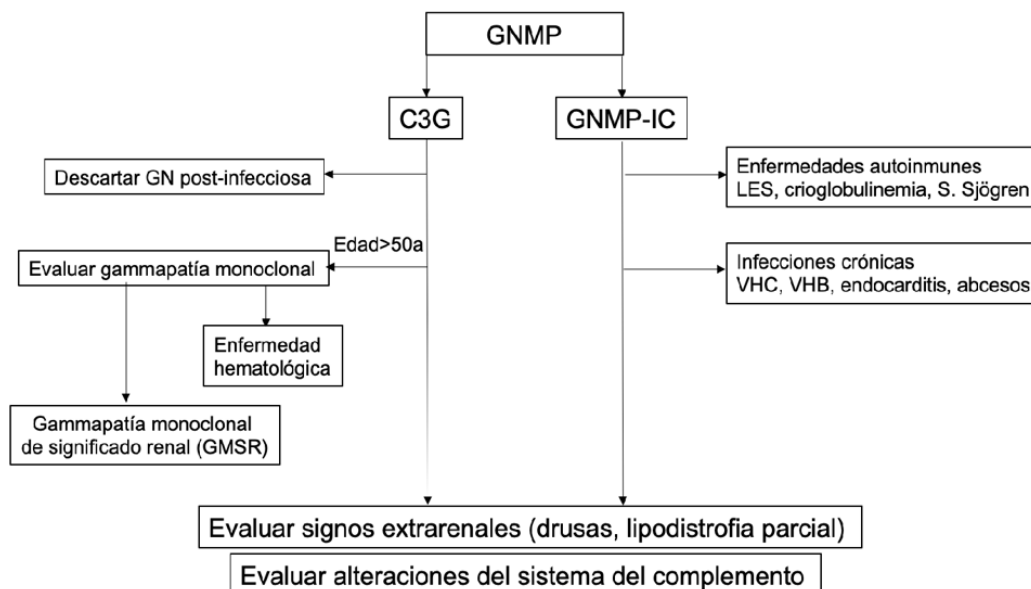 GNMP
C3G
GNMP-IC
Descartar GN post-infecciosa
Enfermedades autoinmunes
LES, crioglobulinemia, S. Sjögren
Edad>50a
Evaluar gammapatía monoclonal
Infecciones crónicas
VHC, VHB, endocarditis, abcesos
Enfermedad
hematológica
Gammapatía monoclonal
de significado renal (GMSR)
Evaluar signos extrarenales (drusas, lipodistrofia parcial)
Evaluar alteraciones del sistema del complemento